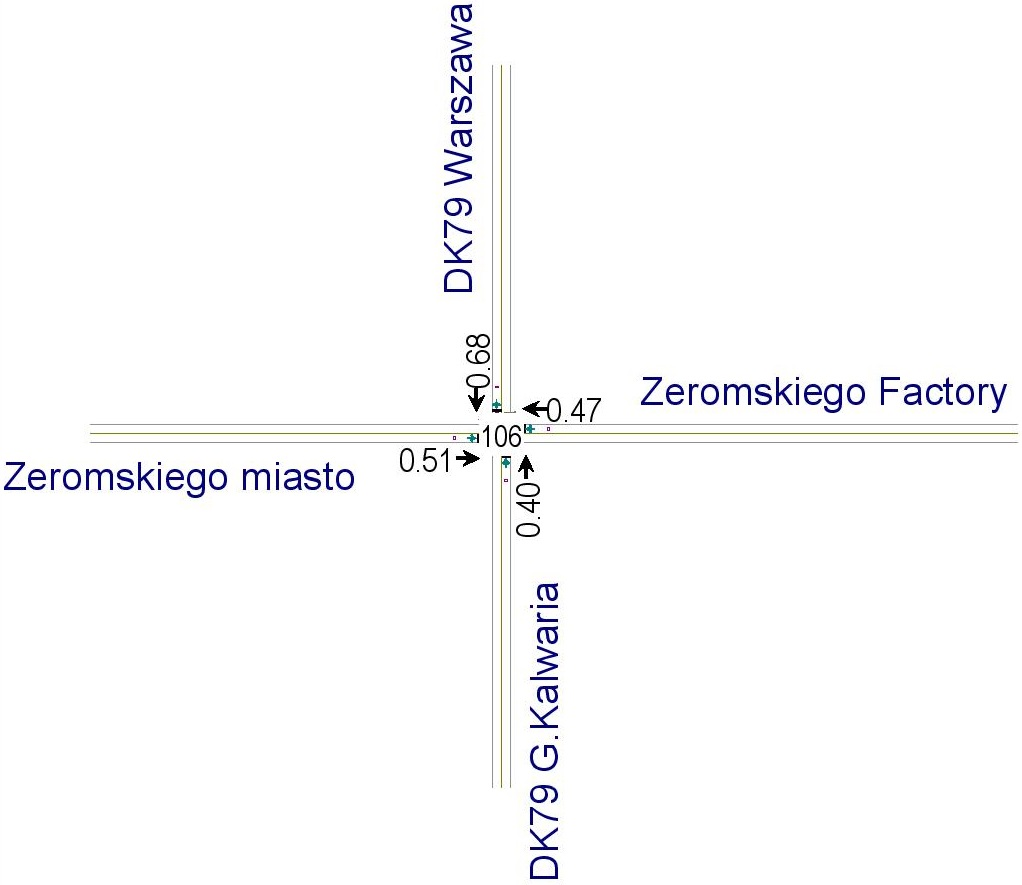 DK79 Warszawa
0.68
Zeromskiego Factory
0.47
106
0.51
Zeromskiego miasto
0.40
DK79 G.Kalwaria